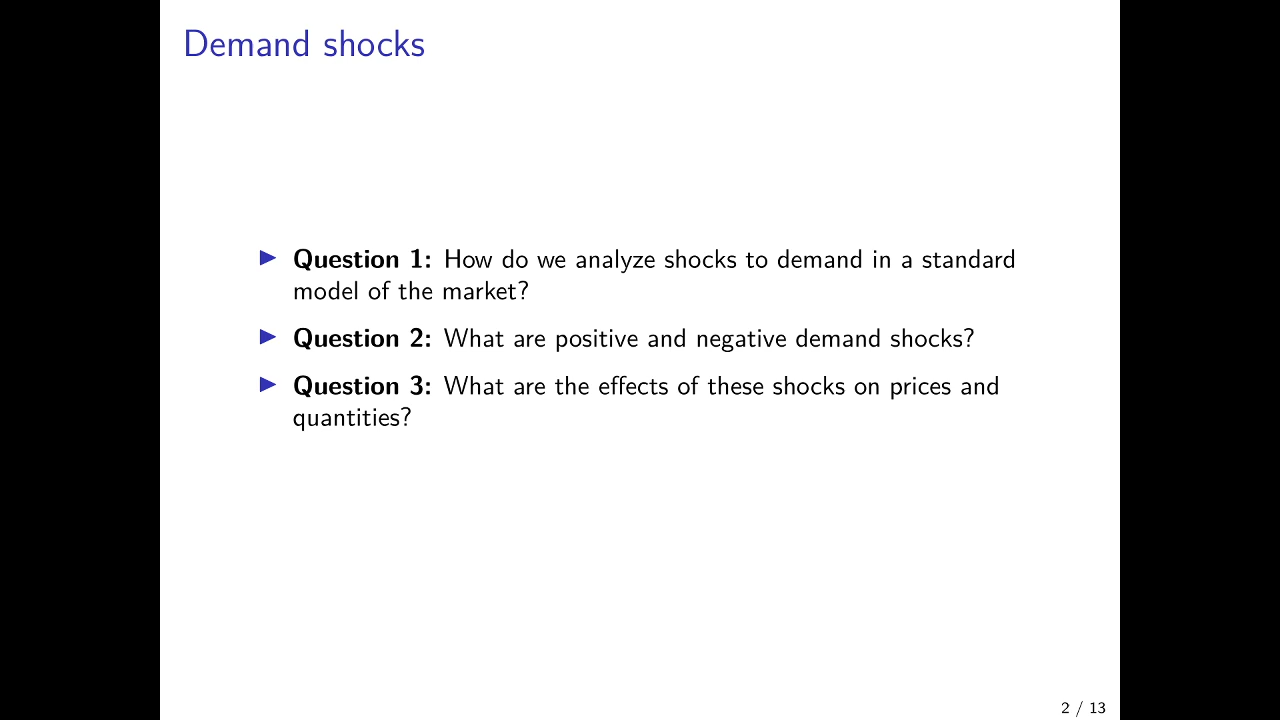 Demand shocks
Question 1: How do we analyze shocks to demand in a standard
model of the market?
Question 2: What are positive and negative demand shocks?
Question 3: What are the effects of these shocks on prices and
quantities?
2 / 13